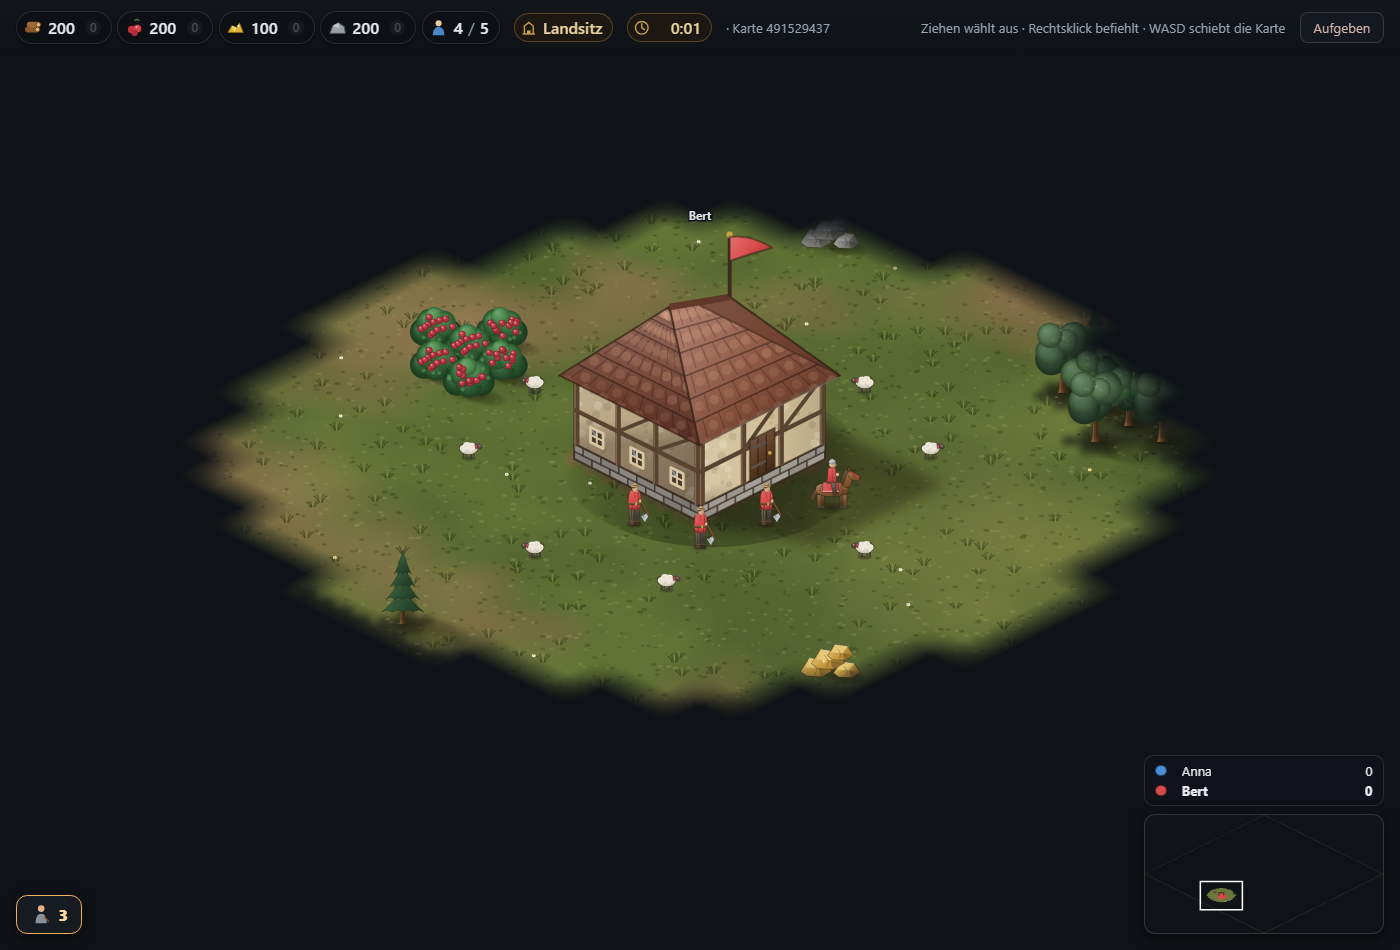 200 0 200 0 100 0 200 0 4 / 5 Landsitz 0:01 · Karte 491529437 Ziehen wählt aus · Rechtsklick befiehlt · WASD schiebt die Karte Aufgeben
Bert
Anna 0
Bert 0
3